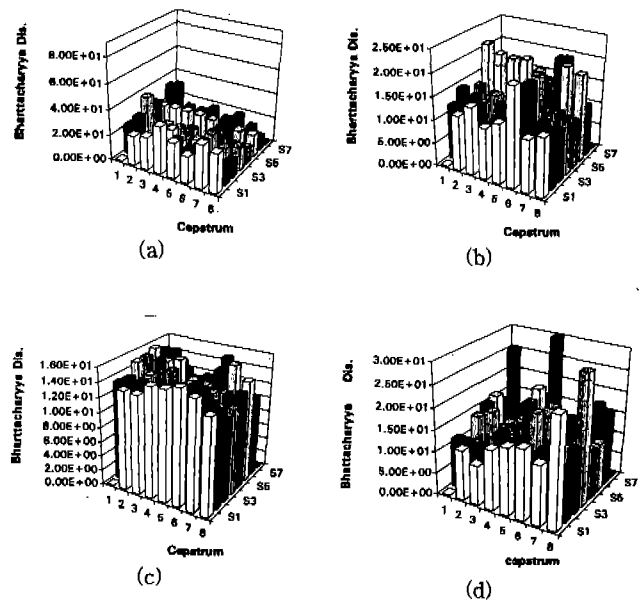 Bharttacharyya Dis.
8.00E+01
6.00E+01
4.00E+01
2.00E+01
0.00E+00
1 2 3 4 5 6 7 8
S1 S3 S5 S7
Cepstrum
(a)
Bharttacharyya Dis.
2.50E+01
2.00E+01
1.50E+01
1.00E+01
5.00E+00
0.00E+00
1 2 3 4 5 6 7 8
S1 S3 S5 S7
Cepstrum
(b)
Bharttacharyya Dis.
1.60E+01
1.40E+01
1.20E+01
1.00E+01
8.00E+00
6.00E+00
4.00E+00
2.00E+00
0.00E+00
1 2 3 4 5 6 7 8
S1 S3 S5 S7
Cepstrum
(c)
Bhattacharyya Dis.
3.00E+01
2.50E+01
2.00E+01
1.50E+01
1.00E+01
5.00E+00
0.00E+00
1 2 3 4 5 6 7 8
S1 S3 S5 S7
cepstrum
(d)